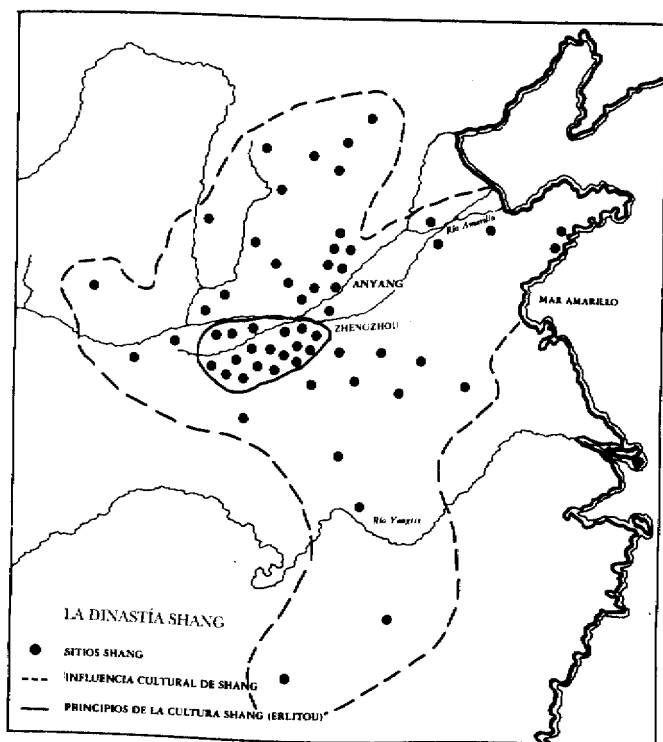 Río Amarillo
ANYANG
MAR AMARILLO
ZHENGZHOU
Río Yangtze
LA DINASTÍA SHANG
SITIOS SHANG
INFLUENCIA CULTURAL DE SHANG
PRINCIPIOS DE LA CULTURA SHANG (ERLITOU)